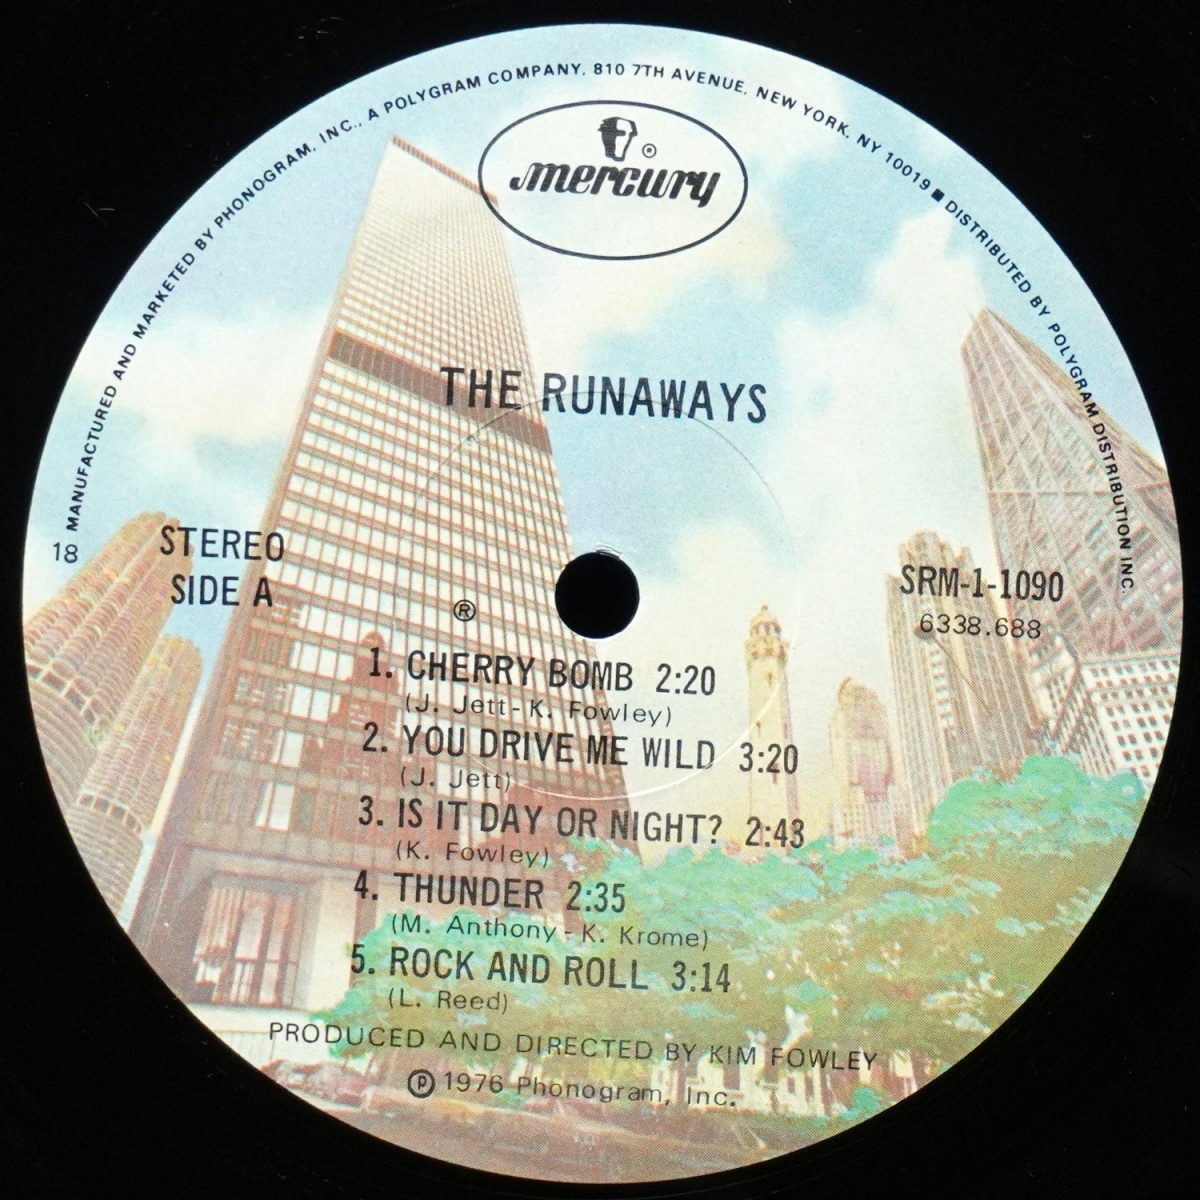 MANUFACTURED AND MARKETED BY PHONOGRAM, INC., A POLYGRAM COMPANY, 810 7TH AVENUE, NEW YORK, NY 10019 ■ DISTRIBUTED BY POLYGRAM DISTRIBUTION INC.
mercury ®
THE RUNAWAYS
18
STEREO
SIDE A
®
SRM-1-1090
6338.688
1. CHERRY BOMB 2:20
(J. Jett-K. Fowley)
2. YOU DRIVE ME WILD 3:20
(J. Jett)
3. IS IT DAY OR NIGHT? 2:43
(K. Fowley)
4. THUNDER 2:35
(M. Anthony-K. Krome)
5. ROCK AND ROLL 3:14
(L. Reed)
PRODUCED AND DIRECTED BY KIM FOWLEY
℗ 1976 Phonogram, Inc.